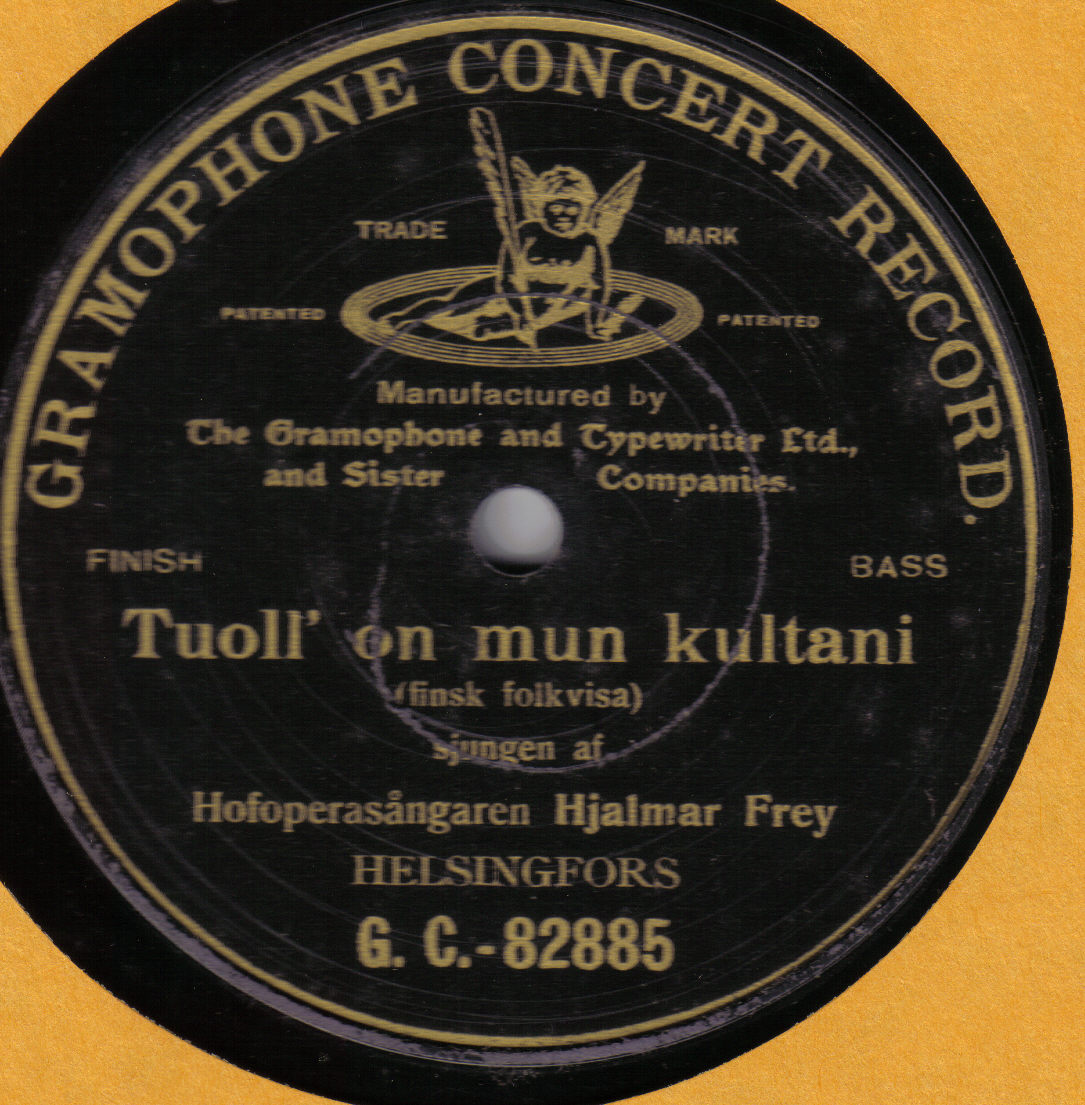 GRAMOPHONE CONCERT RECORD.
TRADE MARK
PATENTED PATENTED
Manufactured by
The Gramophone and Typewriter Ltd.,
and Sister Companies.
FINISH BASS
Tuoll' on mun kultani
(finsk folkvisa)
sjungen af
Hofoperasångaren Hjalmar Frey
HELSINGFORS
G. C.-82885